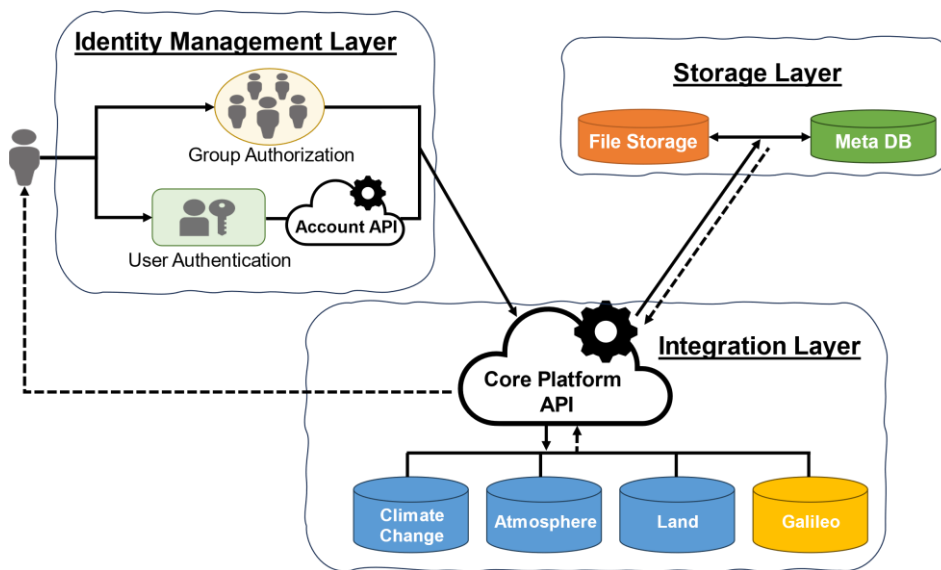 Identity Management Layer
Group Authorization
Account API
User Authentication
Storage Layer
File Storage
Meta DB
Integration Layer
Core Platform
API
Climate
Change
Atmosphere
Land
Galileo